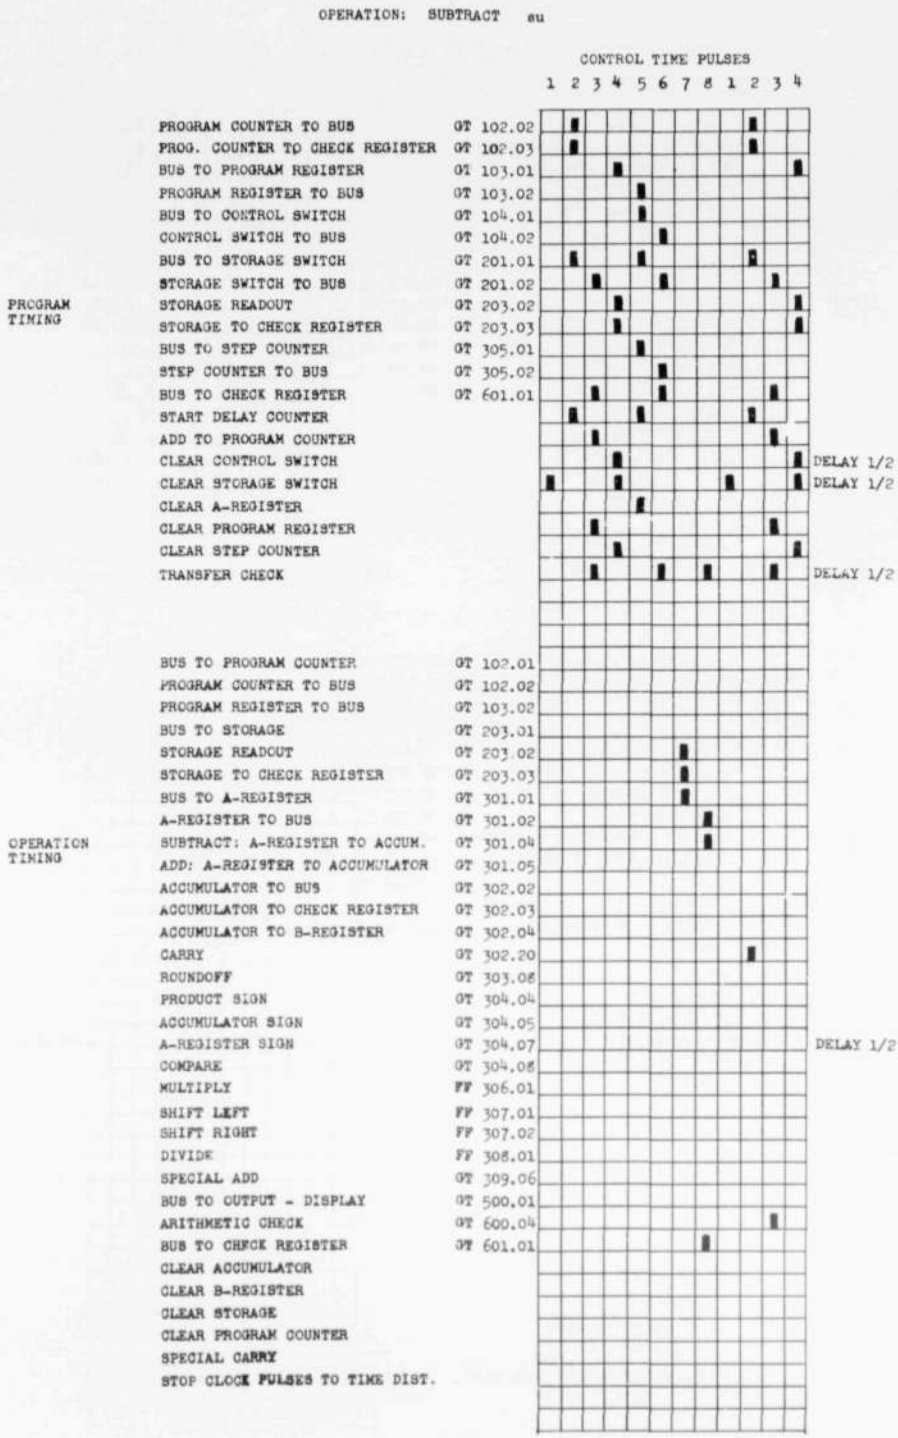 OPERATION: SUBTRACT su
CONTROL TIME PULSES
1 2 3 4 5 6 7 8 1 2 3 4
PROGRAM COUNTER TO BUS GT 102.02
PROG. COUNTER TO CHECK REGISTER GT 102.03
BUS TO PROGRAM REGISTER GT 103.01
PROGRAM REGISTER TO BUS GT 103.02
BUS TO CONTROL SWITCH GT 104.01
CONTROL SWITCH TO BUS GT 104.02
BUS TO STORAGE SWITCH GT 201.01
STORAGE SWITCH TO BUS GT 201.02
PROGRAM TIMING
STORAGE READOUT GT 203.02
STORAGE TO CHECK REGISTER GT 203.03
BUS TO STEP COUNTER GT 305.01
STEP COUNTER TO BUS GT 305.02
BUS TO CHECK REGISTER GT 601.01
START DELAY COUNTER
ADD TO PROGRAM COUNTER
CLEAR CONTROL SWITCH DELAY 1/2
CLEAR STORAGE SWITCH DELAY 1/2
CLEAR A-REGISTER
CLEAR PROGRAM REGISTER
CLEAR STEP COUNTER
TRANSFER CHECK DELAY 1/2
BUS TO PROGRAM COUNTER GT 102.01
PROGRAM COUNTER TO BUS GT 102.02
PROGRAM REGISTER TO BUS GT 103.02
BUS TO STORAGE GT 203.01
STORAGE READOUT GT 203.02
STORAGE TO CHECK REGISTER GT 203.03
BUS TO A-REGISTER GT 301.01
A-REGISTER TO BUS GT 301.02
OPERATION TIMING
SUBTRACT: A-REGISTER TO ACCUM. GT 301.04
ADD: A-REGISTER TO ACCUMULATOR GT 301.05
ACCUMULATOR TO BUS GT 302.02
ACCUMULATOR TO CHECK REGISTER GT 302.03
ACCUMULATOR TO B-REGISTER GT 302.04
CARRY GT 302.20
ROUNDOFF GT 303.08
PRODUCT SIGN GT 304.04
ACCUMULATOR SIGN GT 304.05
A-REGISTER SIGN GT 304.07 DELAY 1/2
COMPARE GT 304.08
MULTIPLY FF 306.01
SHIFT LEFT FF 307.01
SHIFT RIGHT FF 307.02
DIVIDE FF 308.01
SPECIAL ADD GT 309.06
BUS TO OUTPUT - DISPLAY GT 500.01
ARITHMETIC CHECK GT 600.04
BUS TO CHECK REGISTER GT 601.01
CLEAR ACCUMULATOR
CLEAR B-REGISTER
CLEAR STORAGE
CLEAR PROGRAM COUNTER
SPECIAL CARRY
STOP CLOCK PULSES TO TIME DIST.